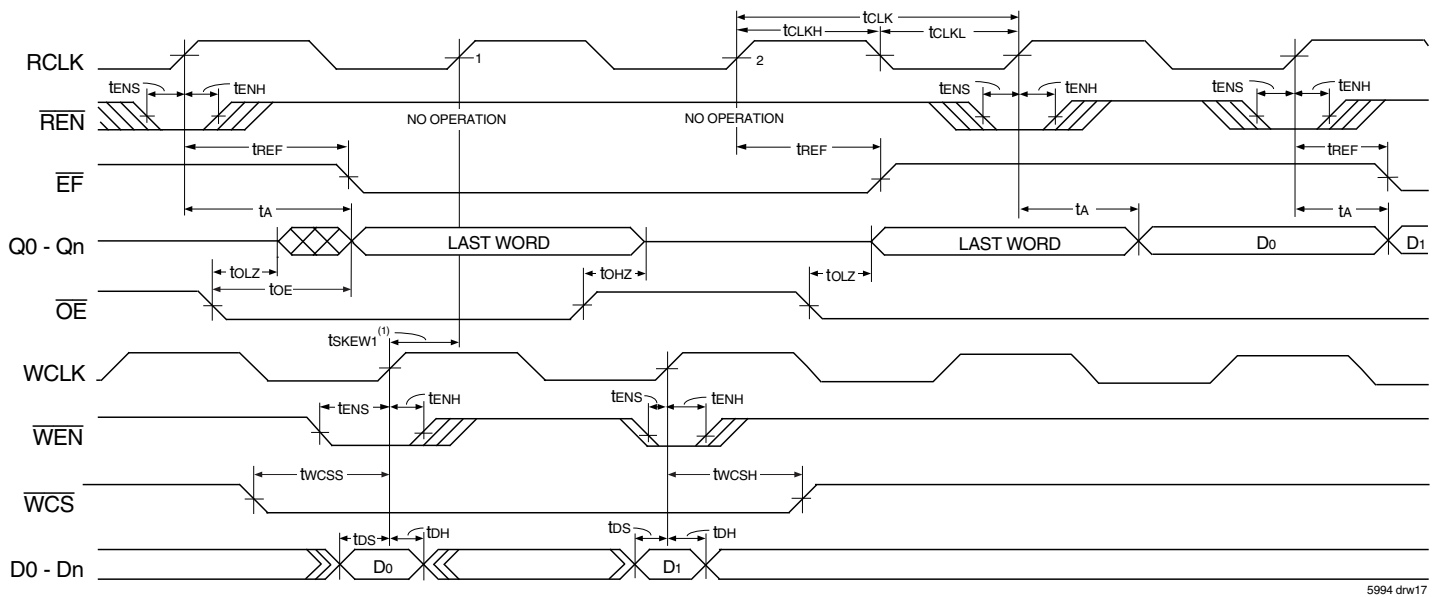 tCLK
tCLKH
tCLKL
RCLK
1
2
tENS
tENH
tENS
tENH
tENS
tENH
REN
NO OPERATION
NO OPERATION
tREF
tREF
tREF
EF
tA
tA
tA
Q0 - Qn
LAST WORD
LAST WORD
D0
D1
tOLZ
tOHZ
tOLZ
tOE
OE
tSKEW1(1)
WCLK
tENS
tENH
tENS
tENH
WEN
tWCSS
tWCSH
WCS
tDS
tDH
tDS
tDH
D0 - Dn
D0
D1
5994 drw17